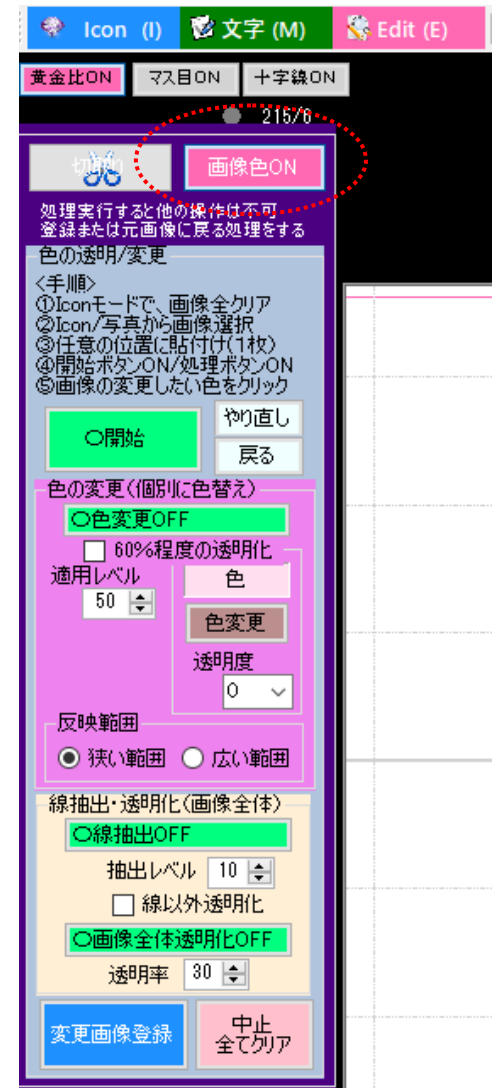 Icon (I) 文字 (M) Edit (E)
黄金比ON マス目ON 十字線ON
215/6
切取り 画像色ON
処理実行すると他の操作は不可
登録または元画像に戻る処理をする
色の透明/変更
<手順>
①Iconモードで、画像全クリア
②Icon/写真から画像選択
③任意の位置に貼付け(1枚)
④開始ボタンON/処理ボタンON
⑤画像の変更したい色をクリック
○開始
やり直し
戻る
色の変更(個別に色替え)
○色変更OFF
60%程度の透明化
適用レベル
50
色
色変更
透明度
0
反映範囲
狭い範囲 広い範囲
線抽出・透明化(画像全体)
○線抽出OFF
抽出レベル 10
線以外透明化
○画像全体透明化OFF
透明率 30
変更画像登録
中止
全てクリア